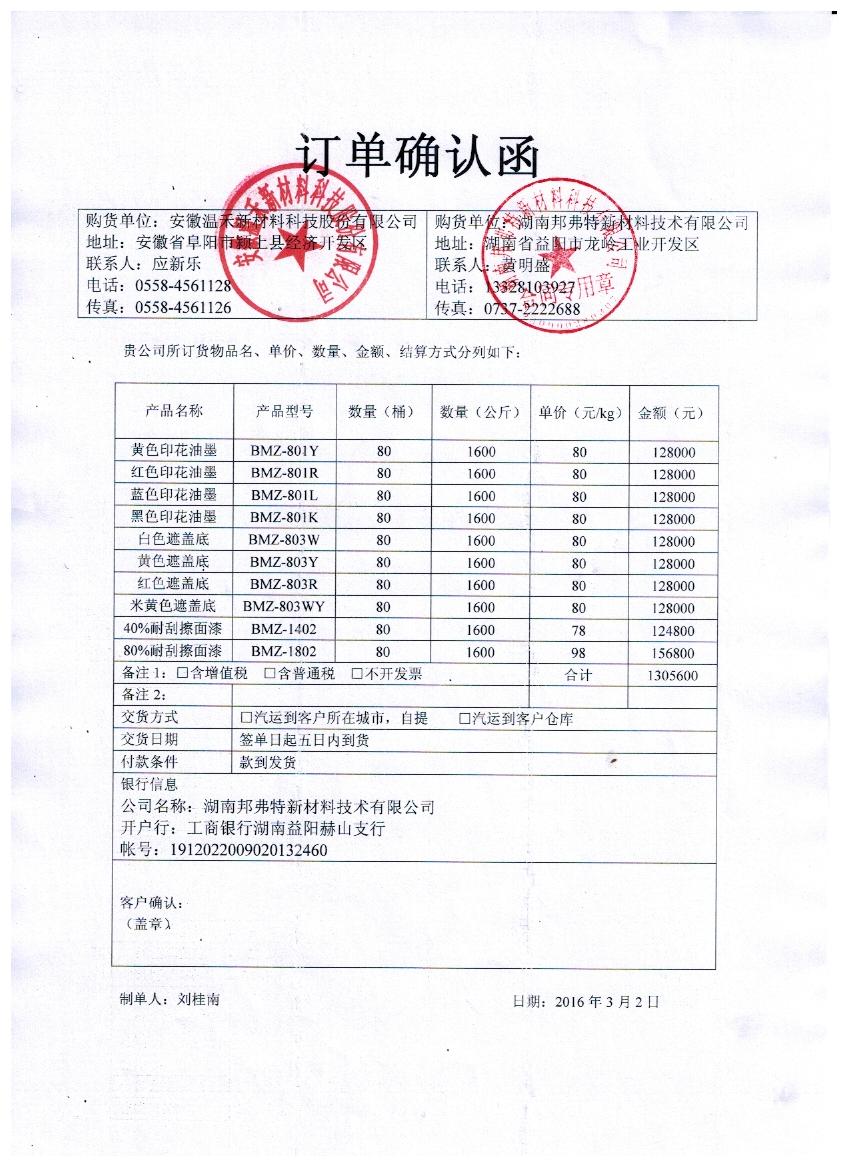 订单确认函
购货单位：安徽温禾新材料科技股份有限公司
地址：安徽省阜阳市颍上县经济开发区
联系人：应新乐
电话：0558-4561128
传真：0558-4561126
购货单位：湖南邦弗特新材料技术有限公司
地址：湖南省益阳市龙岭工业开发区
联系人：黄明盛
电话：13328103927
传真：0737-2222688
合同专用章
贵公司所订货物品名、单价、数量、金额、结算方式分列如下：
产品名称 产品型号 数量（桶） 数量（公斤） 单价（元/kg） 金额（元）
黄色印花油墨 BMZ-801Y 80 1600 80 128000
红色印花油墨 BMZ-801R 80 1600 80 128000
蓝色印花油墨 BMZ-801L 80 1600 80 128000
黑色印花油墨 BMZ-801K 80 1600 80 128000
白色遮盖底 BMZ-803W 80 1600 80 128000
黄色遮盖底 BMZ-803Y 80 1600 80 128000
红色遮盖底 BMZ-803R 80 1600 80 128000
米黄色遮盖底 BMZ-803WY 80 1600 80 128000
40%耐刮擦面漆 BMZ-1402 80 1600 78 124800
80%耐刮擦面漆 BMZ-1802 80 1600 98 156800
备注1：□含增值税 □含普通税 □不开发票 合计 1305600
备注2：
交货方式 □汽运到客户所在城市，自提 □汽运到客户仓库
交货日期 签单日起五日内到货
付款条件 款到发货
银行信息
公司名称：湖南邦弗特新材料技术有限公司
开户行：工商银行湖南益阳赫山支行
帐号：1912022009020132460
客户确认：
（盖章）
制单人：刘桂南 日期：2016年3月2日